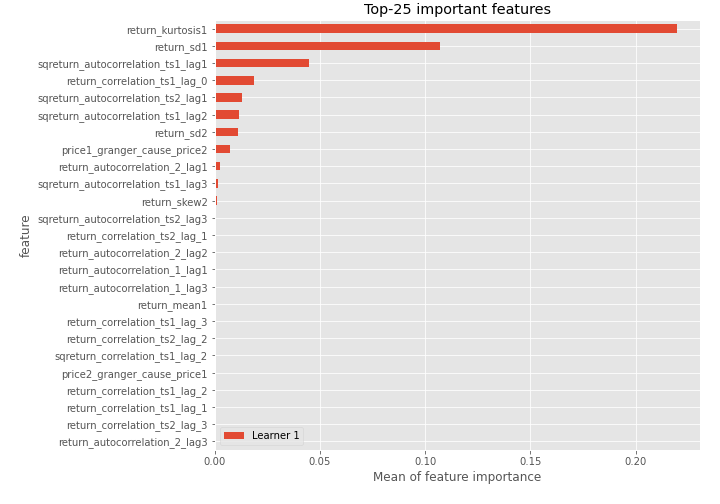 Top-25 important features
return_kurtosis1
return_sd1
sqreturn_autocorrelation_ts1_lag1
return_correlation_ts1_lag_0
sqreturn_autocorrelation_ts2_lag1
sqreturn_autocorrelation_ts1_lag2
return_sd2
price1_granger_cause_price2
return_autocorrelation_2_lag1
sqreturn_autocorrelation_ts1_lag3
return_skew2
sqreturn_autocorrelation_ts2_lag3
return_correlation_ts2_lag_1
return_autocorrelation_2_lag2
return_autocorrelation_1_lag1
return_autocorrelation_1_lag3
return_mean1
return_correlation_ts1_lag_3
return_correlation_ts2_lag_2
sqreturn_correlation_ts1_lag_2
price2_granger_cause_price1
return_correlation_ts1_lag_2
return_correlation_ts1_lag_1
return_correlation_ts2_lag_3
return_autocorrelation_2_lag3
feature
Learner 1
0.00 0.05 0.10 0.15 0.20
Mean of feature importance